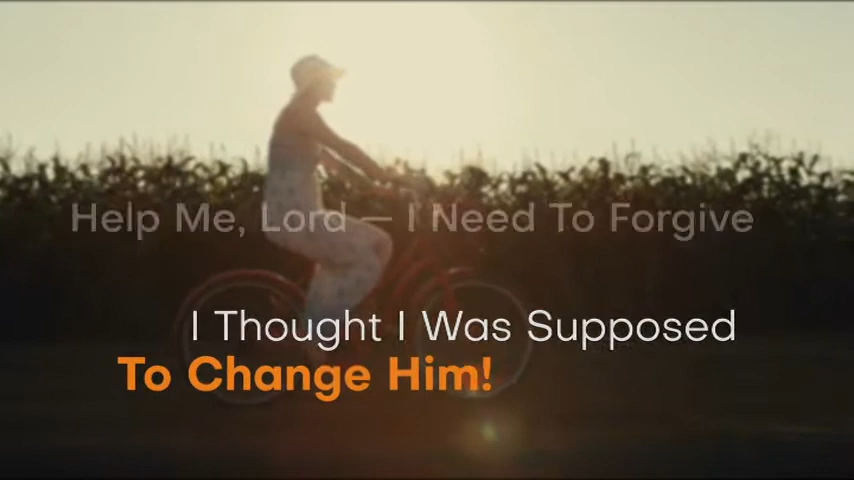 Help Me, Lord — I Need To Forgive
I Thought I Was Supposed
To Change Him!